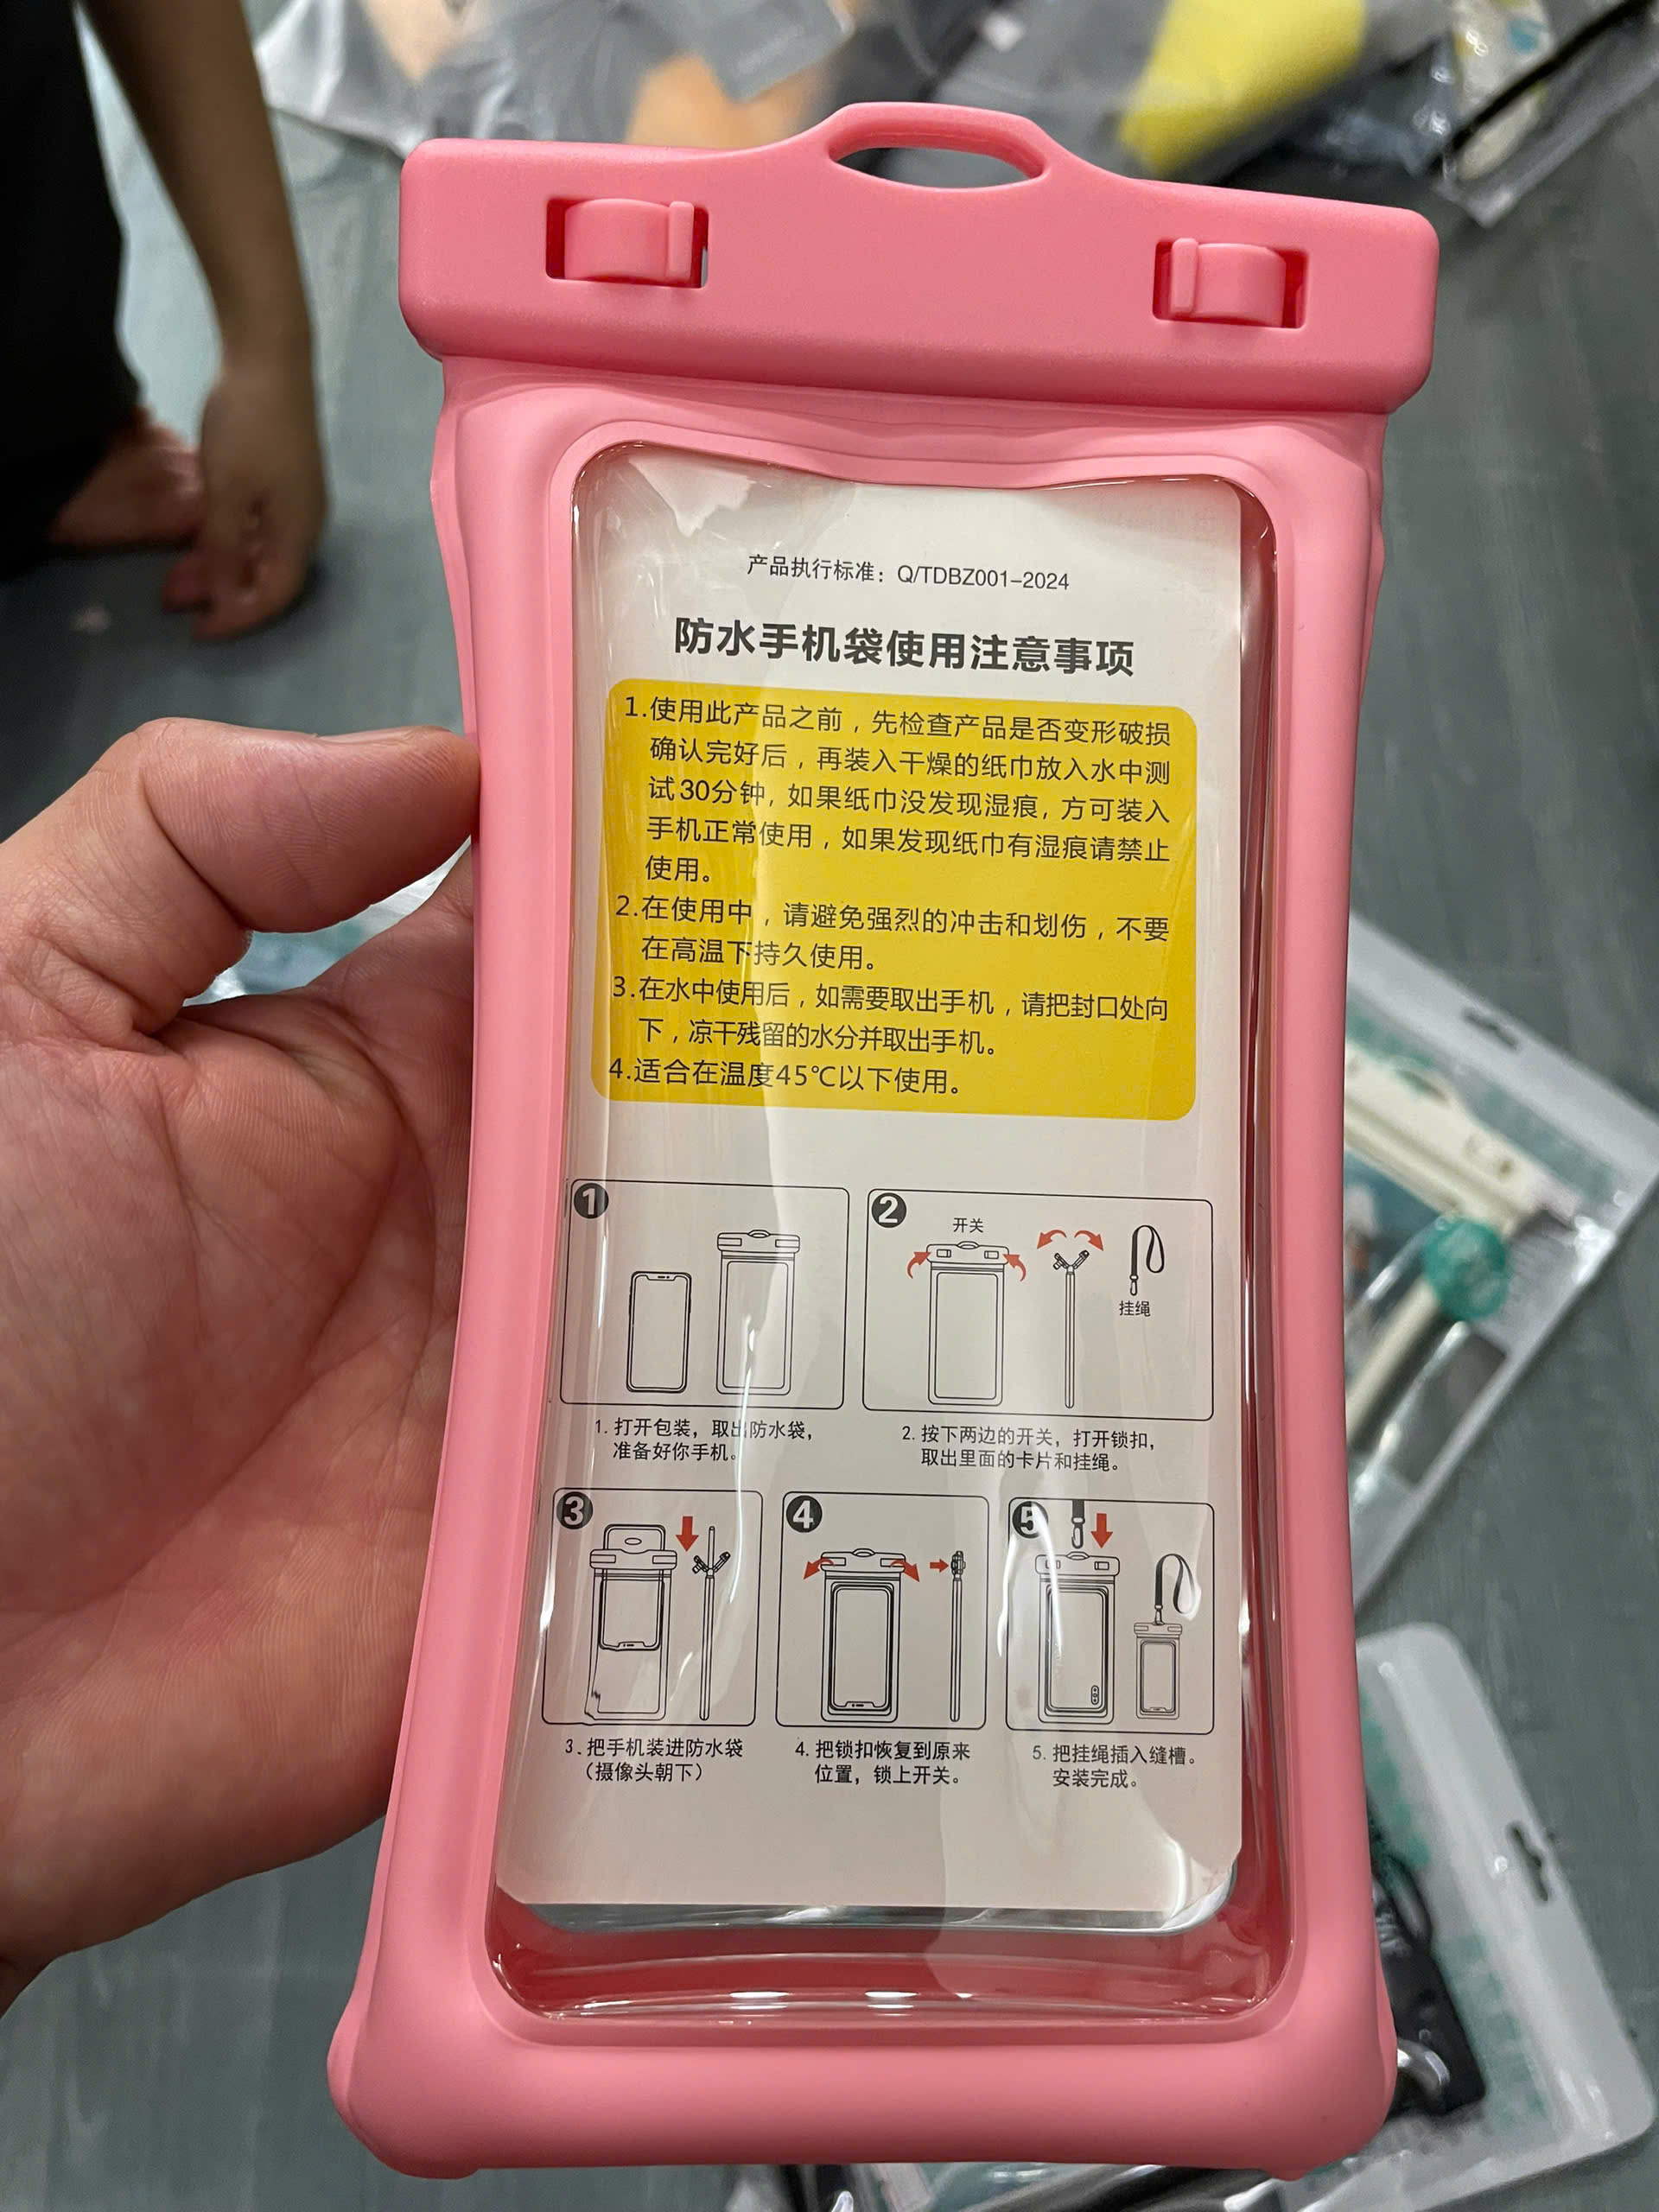 产品执行标准：Q/TDBZ001-2024
防水手机袋使用注意事项
1.使用此产品之前，先检查产品是否变形破损
确认完好后，再装入干燥的纸巾放入水中测
试30分钟，如果纸巾没发现湿痕，方可装入
手机正常使用，如果发现纸巾有湿痕请禁止
使用。
2.在使用中，请避免强烈的冲击和划伤，不要
在高温下持久使用。
3.在水中使用后，如需要取出手机，请把封口处向
下，凉干残留的水分并取出手机。
4.适合在温度45℃以下使用。
1
1. 打开包装，取出防水袋，
准备好你手机。
2
开关
挂绳
2. 按下两边的开关，打开锁扣，
取出里面的卡片和挂绳。
3
3. 把手机装进防水袋
（摄像头朝下）
4
4. 把锁扣恢复到原来
位置，锁上开关。
5
5. 把挂绳插入缝槽。
安装完成。